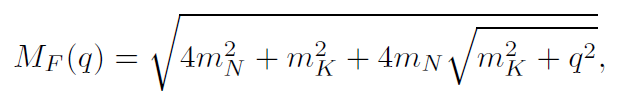 $M_F(q) = \sqrt{4m_N^2 + m_K^2 + 4m_N\sqrt{m_K^2 + q^2}},$